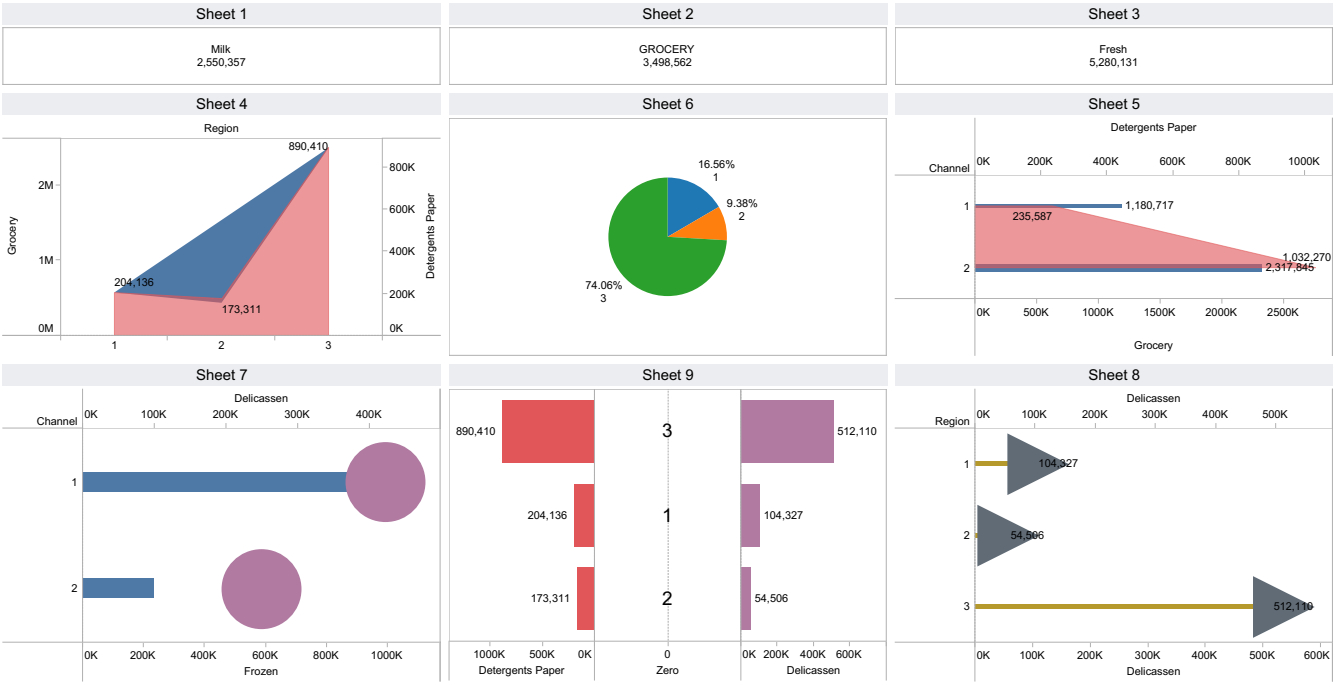 Sheet 1
Milk
2,550,357
Sheet 2
GROCERY
3,498,562
Sheet 3
Fresh
5,280,131
Sheet 4
Region
890,410
204,136
173,311
2M
1M
0M
Grocery
800K
600K
400K
200K
0K
Detergents Paper
1 2 3
Sheet 6
16.56%
1
9.38%
2
74.06%
3
Sheet 5
Detergents Paper
Channel 0K 200K 400K 600K 800K 1000K
1 1,180,717
235,587
1,032,270
2 2,317,845
0K 500K 1000K 1500K 2000K 2500K
Grocery
Sheet 7
Delicassen
Channel 0K 100K 200K 300K 400K
1
2
0K 200K 400K 600K 800K 1000K
Frozen
Sheet 9
890,410 3 512,110
204,136 1 104,327
173,311 2 54,506
1000K 500K 0K 0 0K 200K 400K 600K
Detergents Paper Zero Delicassen
Sheet 8
Delicassen
Region 0K 100K 200K 300K 400K 500K
1 104,327
2 54,506
3 512,110
0K 100K 200K 300K 400K 500K 600K
Delicassen